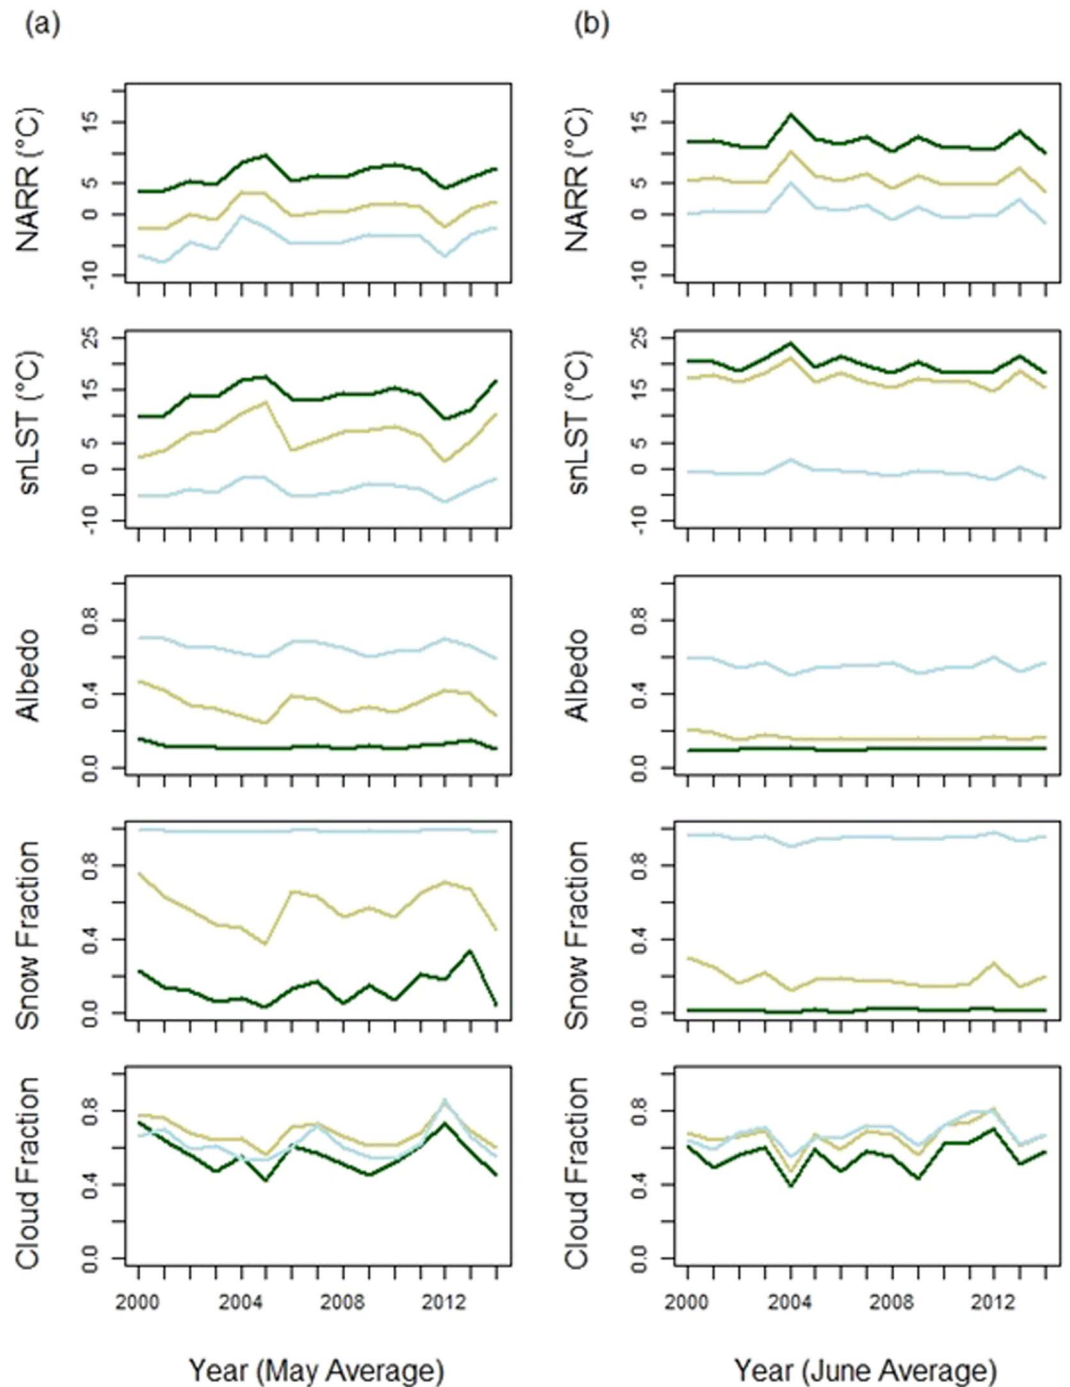 (a) (b)
NARR (°C)
15
5
0
-10
NARR (°C)
15
5
0
-10
snLST (°C)
25
15
5
0
-10
snLST (°C)
25
15
5
0
-10
Albedo
0.8
0.4
0.0
Albedo
0.8
0.4
0.0
Snow Fraction
0.8
0.4
0.0
Snow Fraction
0.8
0.4
0.0
Cloud Fraction
0.8
0.4
0.0
Cloud Fraction
0.8
0.4
0.0
2000 2004 2008 2012
2000 2004 2008 2012
Year (May Average)
Year (June Average)